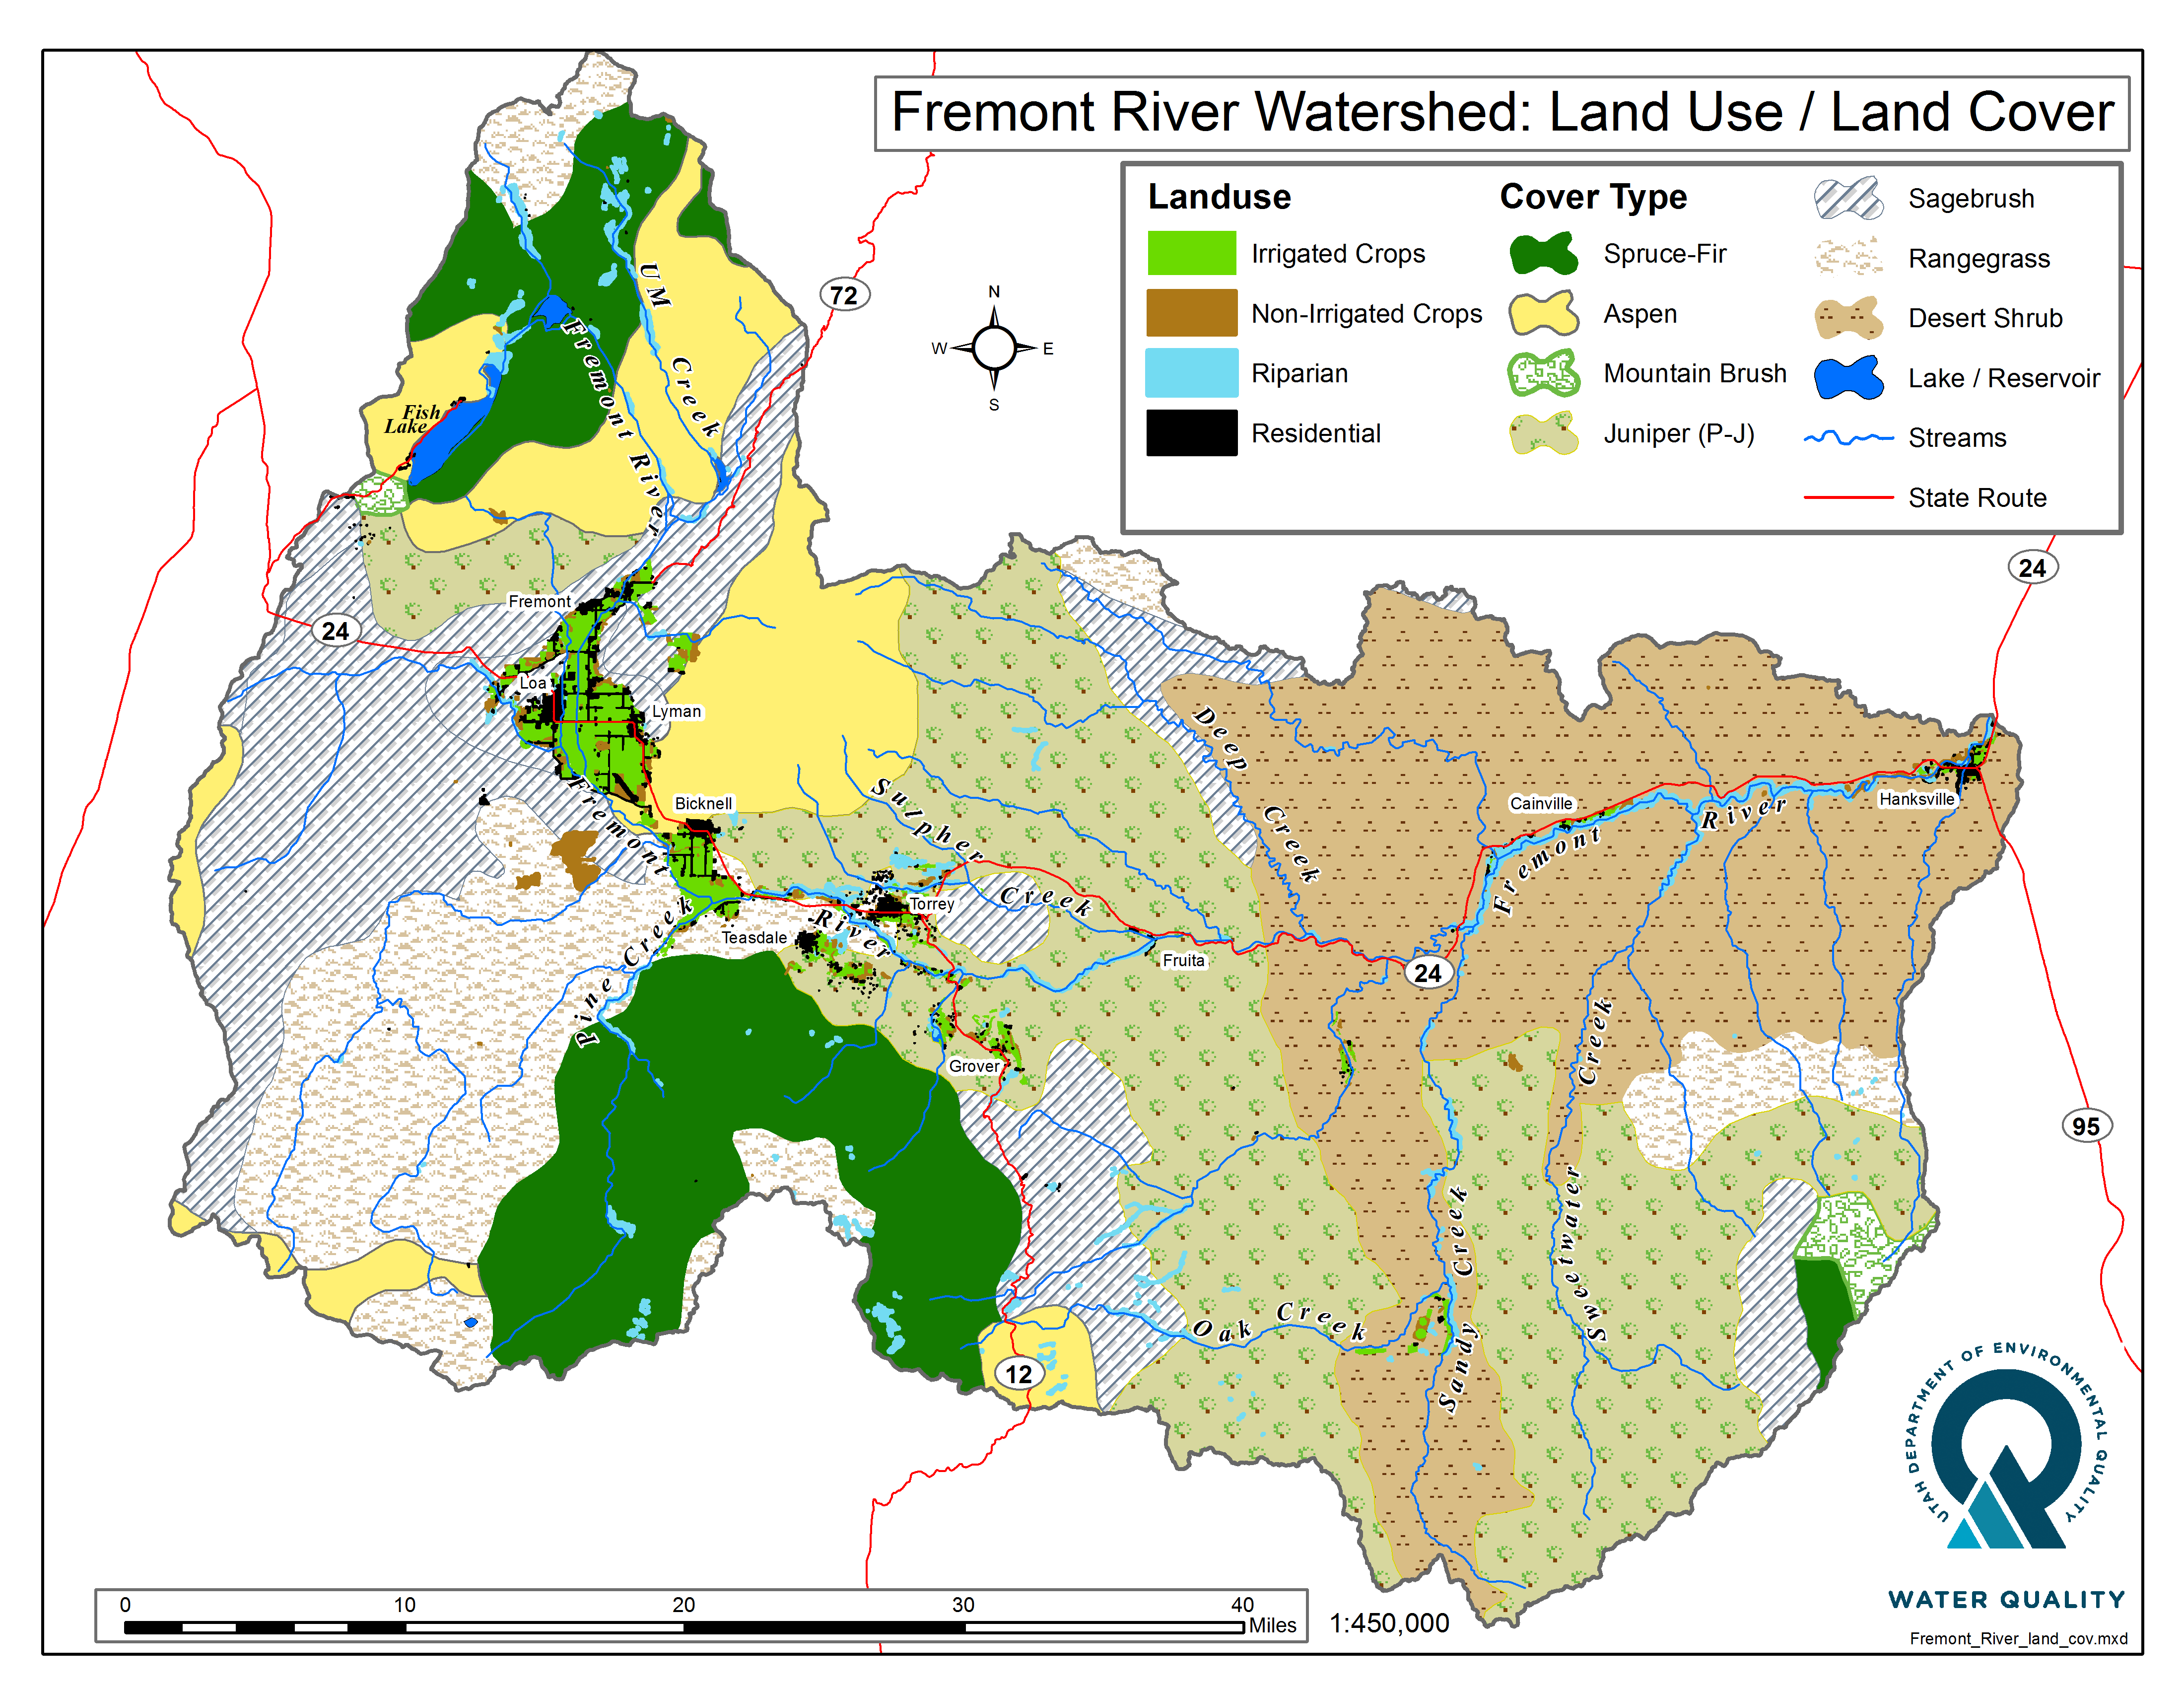 Fremont River Watershed: Land Use / Land Cover
Landuse
Irrigated Crops
Non-Irrigated Crops
Riparian
Residential
Cover Type
Spruce-Fir
Aspen
Mountain Brush
Juniper (P-J)
Sagebrush
Rangegrass
Desert Shrub
Lake / Reservoir
Streams
State Route
N
W E
S
72
UM Creek
Fremont River
Fish
Lake
24
24
Fremont
Loa
Lyman
Bicknell
Fremont River
Deep Creek
Sulpher Creek
Cainville
Fremont River
Hanksville
Torrey
Teasdale
Fruita
24
Pine Creek
Grover
Sweetwater Creek
95
Oak Creek
Sandy Creek
12
0 10 20 30 40
Miles
1:450,000
UTAH DEPARTMENT OF ENVIRONMENTAL QUALITY
WATER QUALITY
Fremont_River_land_cov.mxd